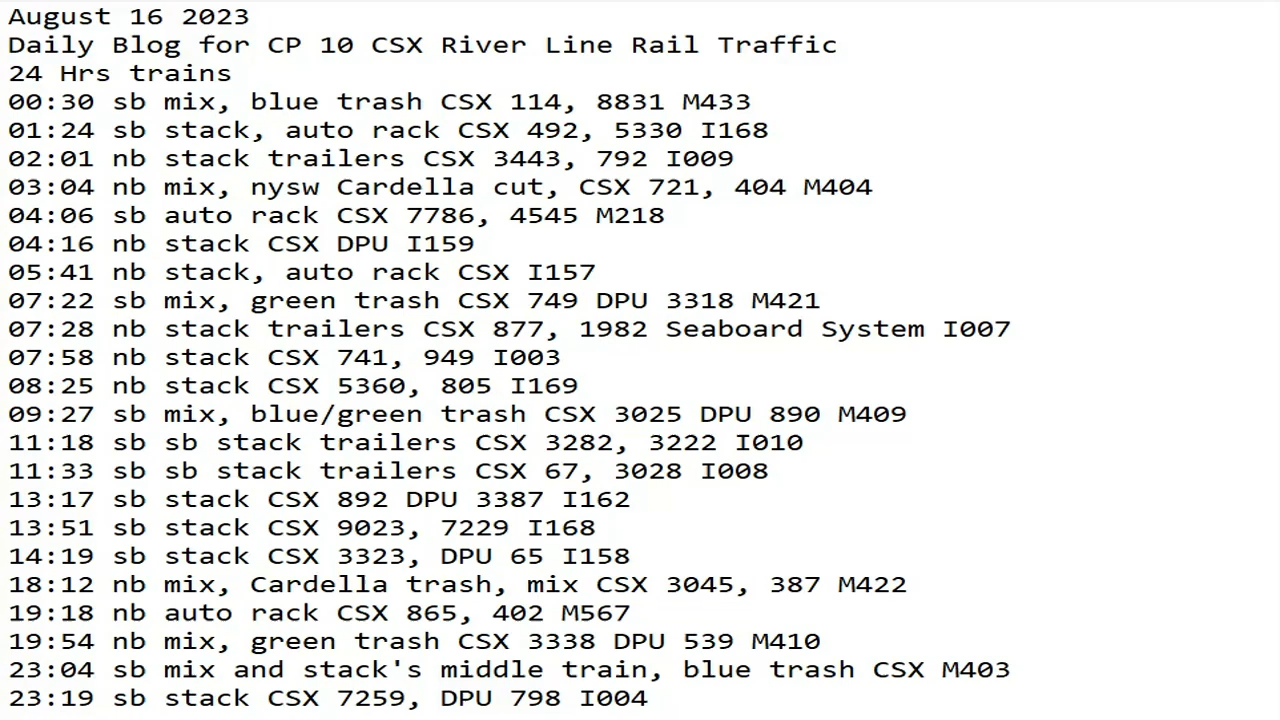 August 16 2023
Daily Blog for CP 10 CSX River Line Rail Traffic
24 Hrs trains
00:30 sb mix, blue trash CSX 114, 8831 M433
01:24 sb stack, auto rack CSX 492, 5330 I168
02:01 nb stack trailers CSX 3443, 792 I009
03:04 nb mix, nysw Cardella cut, CSX 721, 404 M404
04:06 sb auto rack CSX 7786, 4545 M218
04:16 nb stack CSX DPU I159
05:41 nb stack, auto rack CSX I157
07:22 sb mix, green trash CSX 749 DPU 3318 M421
07:28 nb stack trailers CSX 877, 1982 Seaboard System I007
07:58 nb stack CSX 741, 949 I003
08:25 nb stack CSX 5360, 805 I169
09:27 sb mix, blue/green trash CSX 3025 DPU 890 M409
11:18 sb sb stack trailers CSX 3282, 3222 I010
11:33 sb sb stack trailers CSX 67, 3028 I008
13:17 sb stack CSX 892 DPU 3387 I162
13:51 sb stack CSX 9023, 7229 I168
14:19 sb stack CSX 3323, DPU 65 I158
18:12 nb mix, Cardella trash, mix CSX 3045, 387 M422
19:18 nb auto rack CSX 865, 402 M567
19:54 nb mix, green trash CSX 3338 DPU 539 M410
23:04 sb mix and stack's middle train, blue trash CSX M403
23:19 sb stack CSX 7259, DPU 798 I004